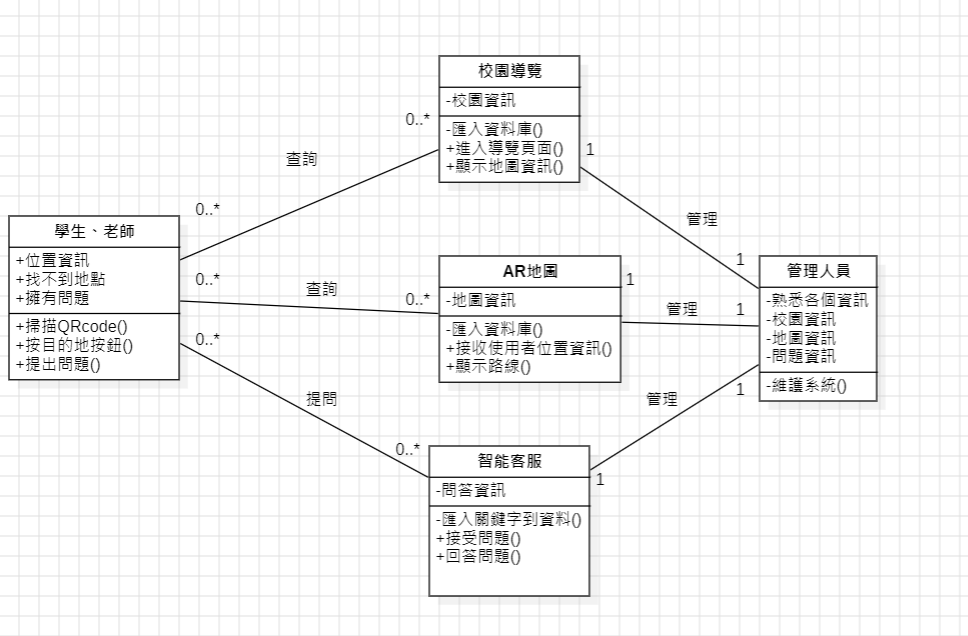 校園導覽
-校園資訊
-匯入資料庫()
+進入導覽頁面()
+顯示地圖資訊()
0..*
查詢
0..*
1
管理
1
學生、老師
+位置資訊
+找不到地點
+擁有問題
+掃描QRcode()
+按目的地按鈕()
+提出問題()
0..*
查詢
0..*
AR地圖
-地圖資訊
-匯入資料庫()
+接收使用者位置資訊()
+顯示路線()
1
管理
1
管理人員
-熟悉各個資訊
-校園資訊
-地圖資訊
-問題資訊
-維護系統()
0..*
提問
0..*
智能客服
-問答資訊
-匯入關鍵字到資料()
+接受問題()
+回答問題()
管理
1
1